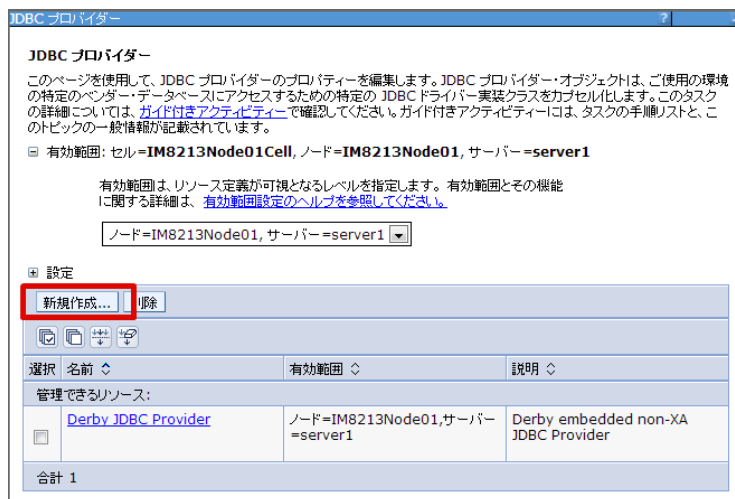 JDBC プロバイダー ?
JDBC プロバイダー
このページを使用して、JDBC プロバイダーのプロパティーを編集します。JDBC プロバイダー・オブジェクトは、ご使用の環境
の特定のベンダー・データベースにアクセスするための特定の JDBC ドライバー実装クラスをカプセル化します。このタスク
の詳細については、ガイド付きアクティビティーで確認してください。ガイド付きアクティビティーには、タスクの手順リストと、こ
のトピックの一般情報が記載されています。
有効範囲: セル=IM8213Node01Cell, ノード=IM8213Node01, サーバー=server1
有効範囲は、リソース定義が可視となるレベルを指定します。有効範囲とその機能
に関する詳細は、有効範囲設定のヘルプを参照してください。
ノード=IM8213Node01, サーバー=server1
設定
新規作成... 削除
選択 名前 有効範囲 説明
管理できるリソース:
Derby JDBC Provider ノード=IM8213Node01,サーバー Derby embedded non-XA
=server1 JDBC Provider
合計 1